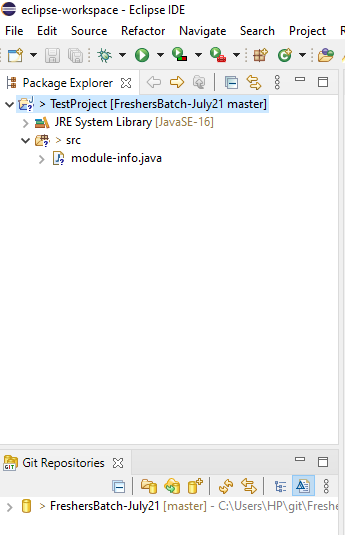 eclipse-workspace - Eclipse IDE
File Edit Source Refactor Navigate Search Project
Package Explorer
> TestProject [FreshersBatch-July21 master]
JRE System Library [JavaSE-16]
> src
module-info.java
Git Repositories
GIT
> FreshersBatch-July21 [master] - C:\Users\HP\git\Freshe